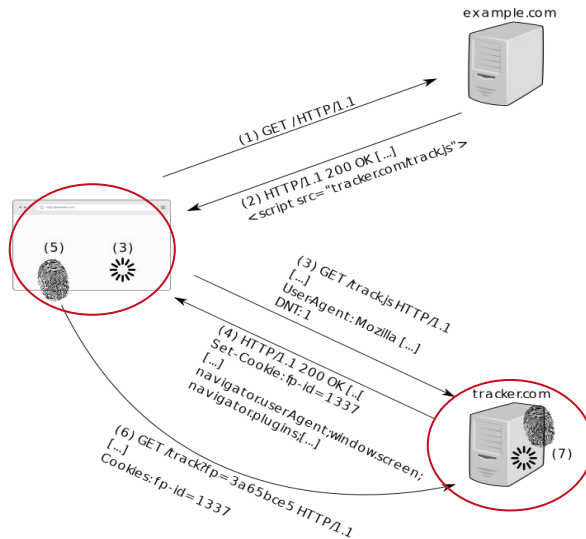 example.com
(1) GET / HTTP/1.1
(2) HTTP/1.1 200 OK [...]
<script src="tracker.com/track.js">
(5)
(3)
(3) GET /track.js HTTP/1.1
[...]
UserAgent: Mozilla [...]
DNT:1
(4) HTTP/1.1 200 OK [..[
Set-Cookie: fp-id=1337
[...]
navigator.userAgent;window.screen;
navigator.plugins;[...]
tracker.com
(7)
(6) GET /track?fp=3a65bce5 HTTP/1.1
[...]
Cookies: fp-id=1337